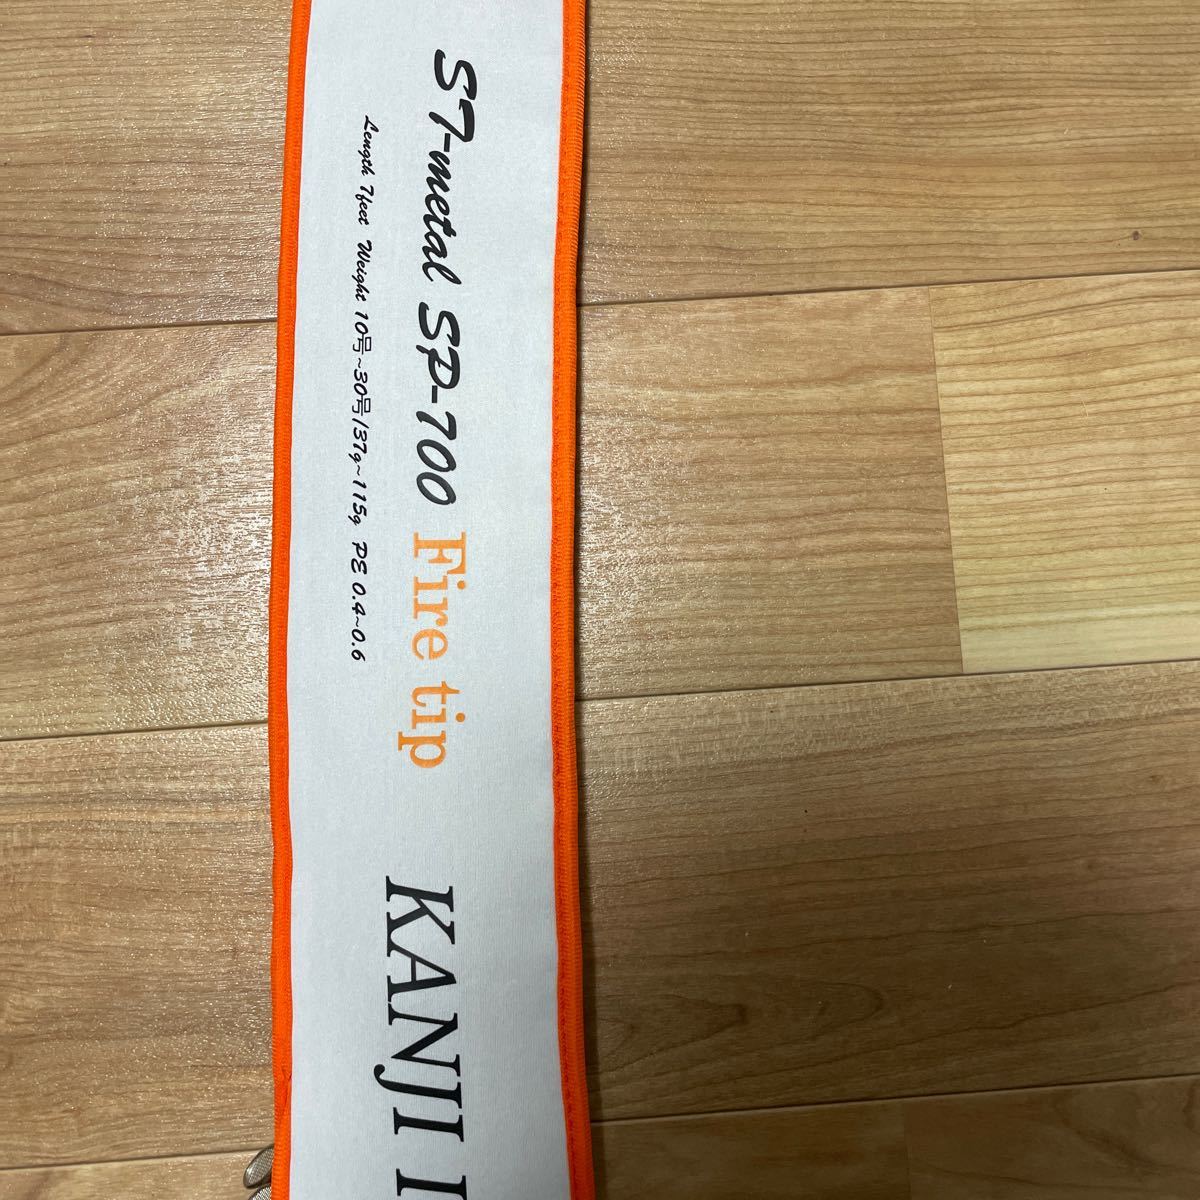 ST-metal SP-700 Fire tip KANJI I
Length 7feet Weight 10号~30号/37g~115g PE 0.4~0.6